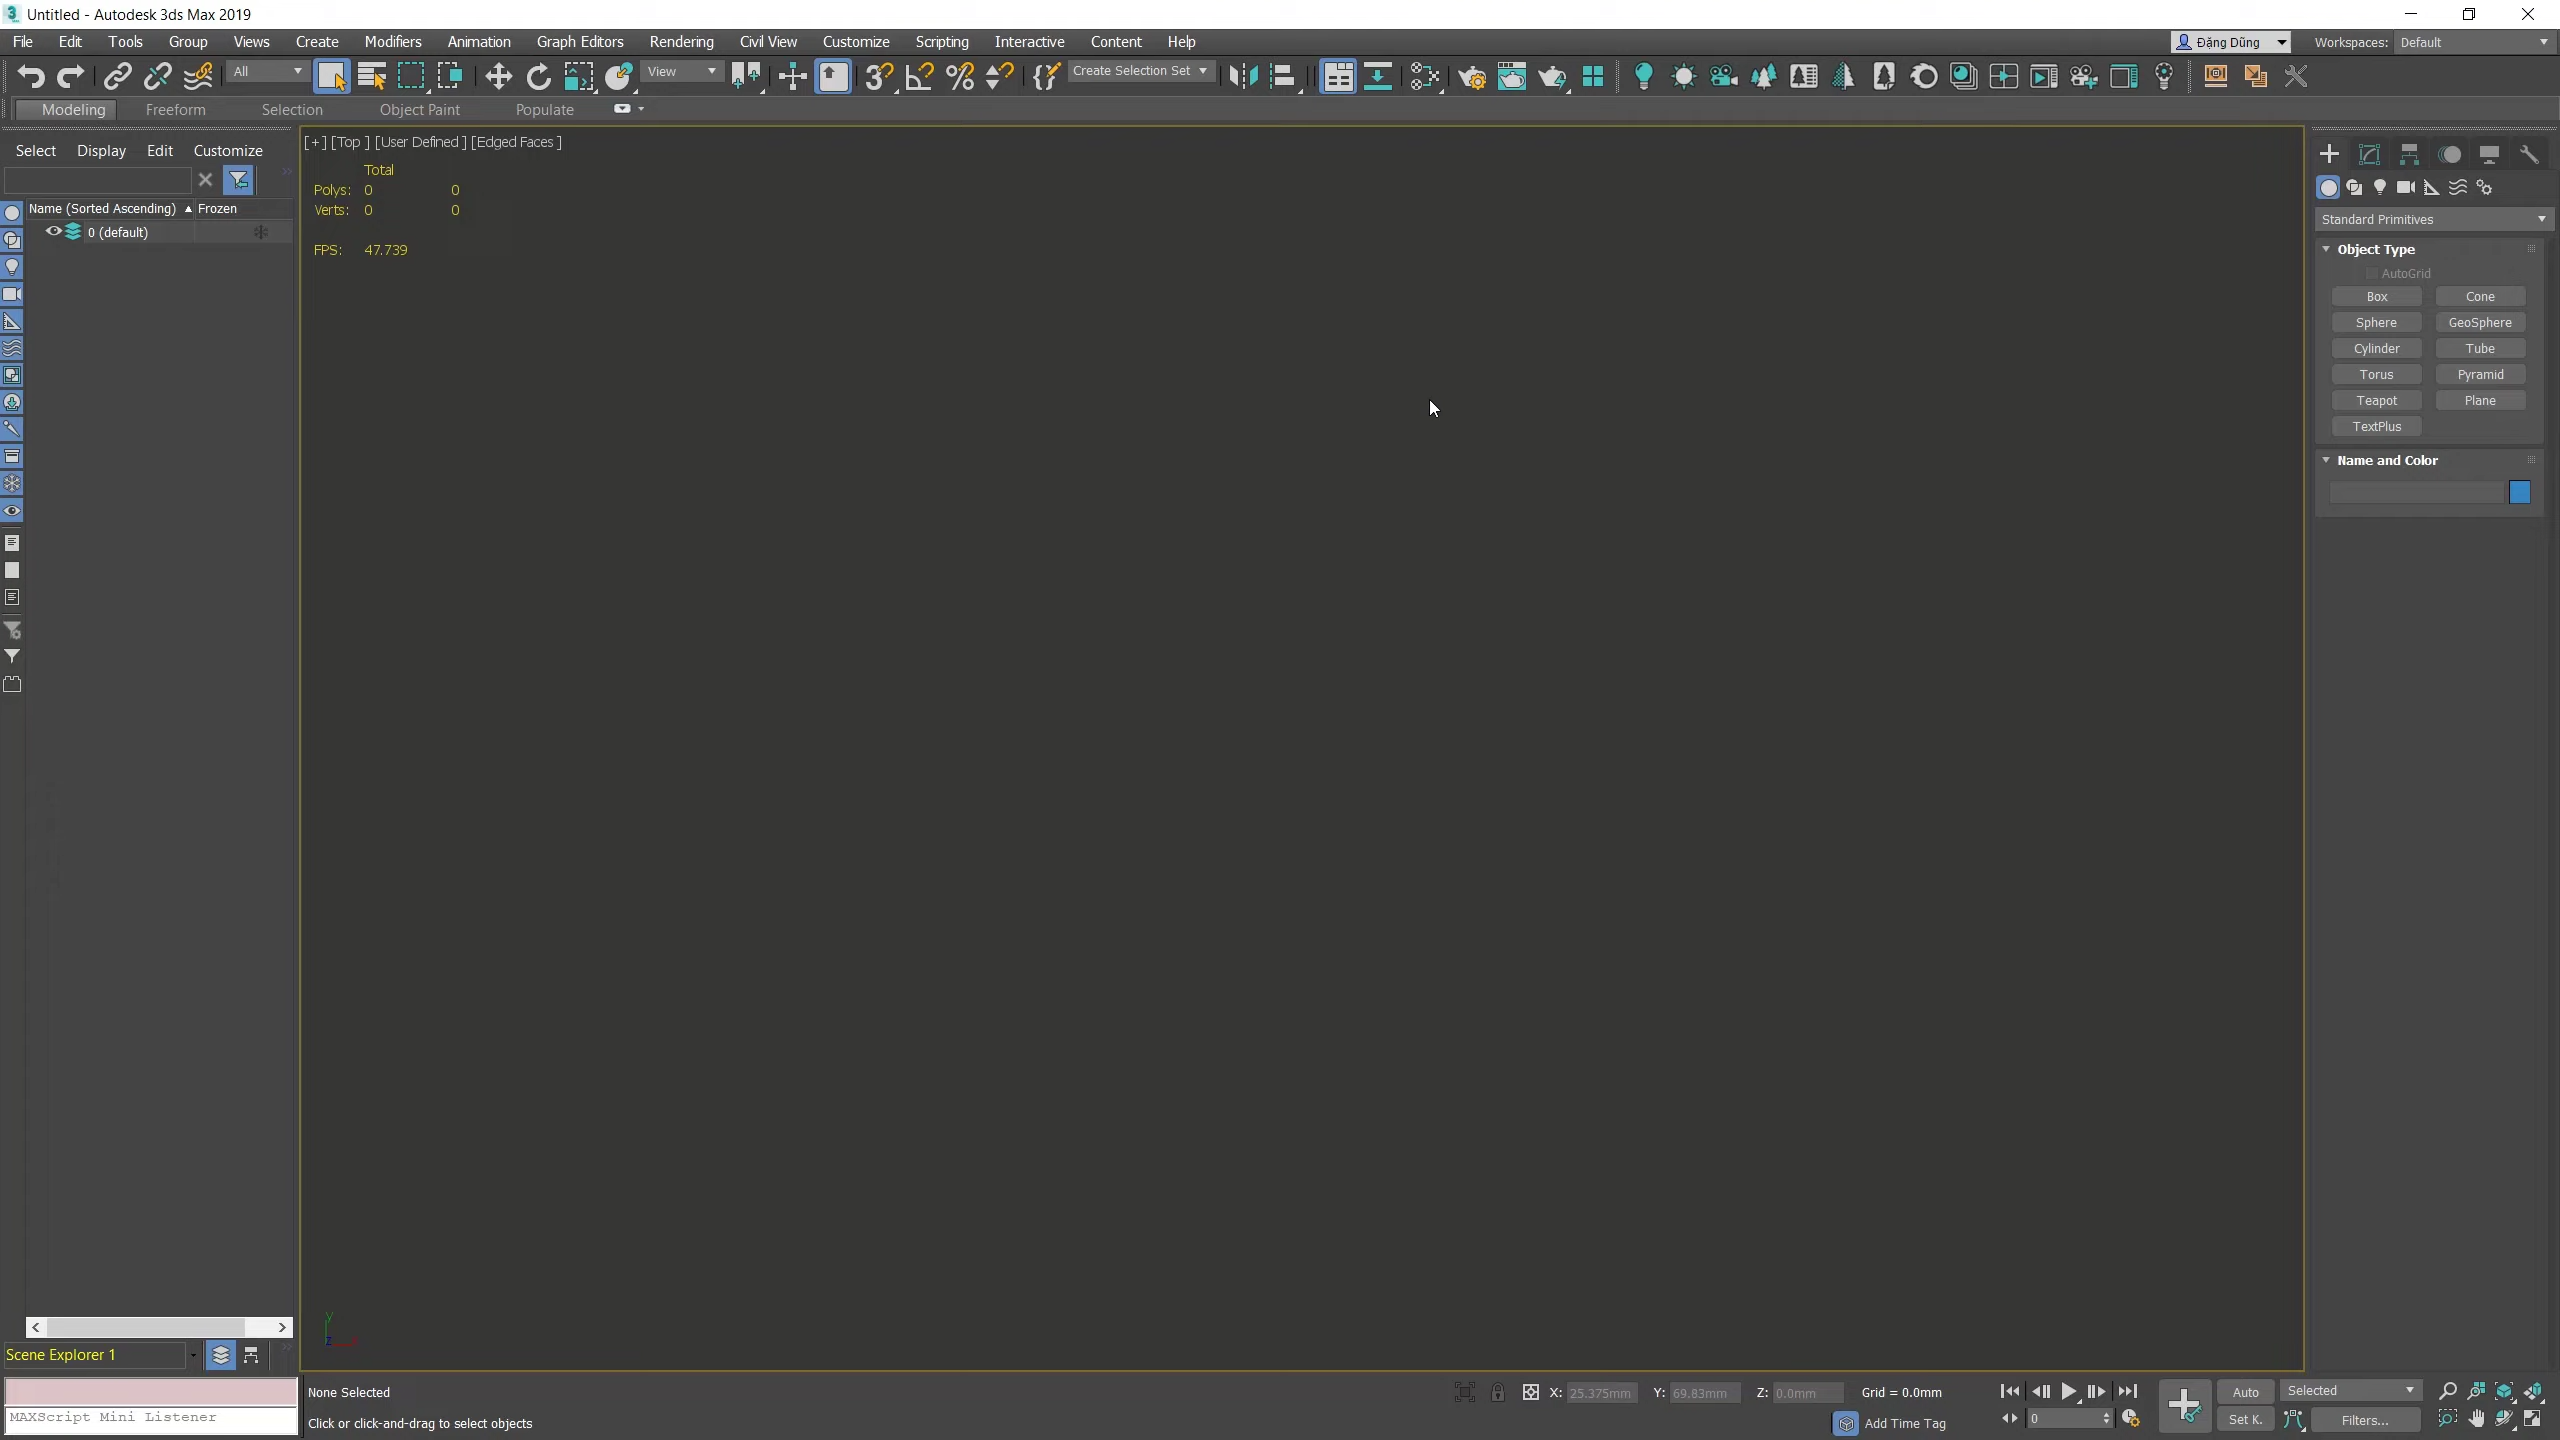 Untitled - Autodesk 3ds Max 2019
File Edit Tools Group Views Create Modifiers Animation Graph Editors Rendering Civil View Customize Scripting Interactive Content Help
Đặng Dũng
Workspaces: Default
All
View
Create Selection Set
Modeling Freeform Selection Object Paint Populate
Select Display Edit Customize
Name (Sorted Ascending) Frozen
0 (default)
[+] [Top ] [User Defined ] [Edged Faces ]
Total
Polys: 0 0
Verts: 0 0
FPS: 47.739
Standard Primitives
Object Type
AutoGrid
Box Cone
Sphere GeoSphere
Cylinder Tube
Torus Pyramid
Teapot Plane
TextPlus
Name and Color
y
z
Scene Explorer 1
MAXScript Mini Listener
None Selected
Click or click-and-drag to select objects
X: 25.375mm Y: 69.83mm Z: 0.0mm Grid = 0.0mm
Add Time Tag
0
Auto Selected
Set K. Filters...